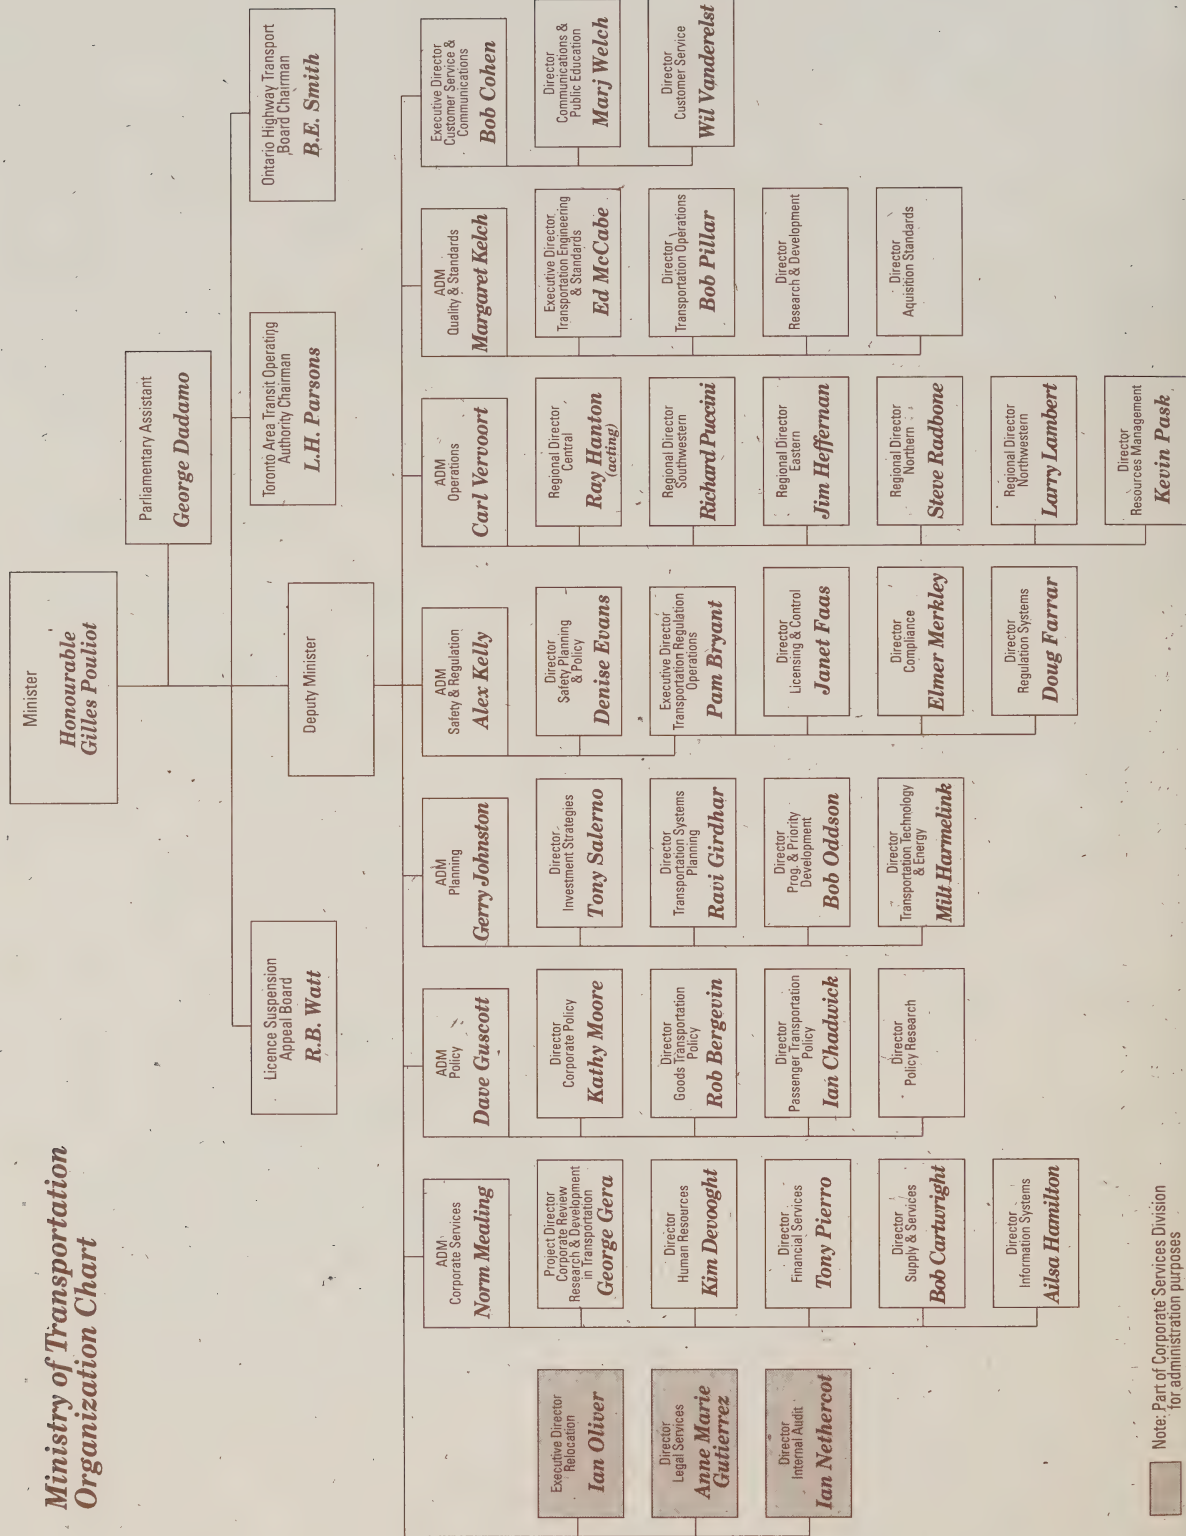 Ministry of Transportation
Organization Chart
Minister
Honourable
Gilles Pouliot
Parliamentary Assistant
George Dadamo
Licence Suspension
Appeal Board
R.B. Watt
Deputy Minister
Toronto Area Transit Operating
Authority Chairman
L.H. Parsons
Ontario Highway Transport
Board Chairman
B.E. Smith
Executive Director
Relocation
Ian Oliver
Director
Legal Services
Anne Marie
Gutierrez
Director
Internal Audit
Ian Nethercot
ADM
Corporate Services
Norm Mealing
Project Director
Corporate Review
Research & Development
in Transportation
George Gera
Director
Human Resources
Kim Devooght
Director
Financial Services
Tony Pierro
Director
Supply & Services
Bob Cartwright
Director
Information Systems
Ailsa Hamilton
ADM
Policy
Dave Guscott
Director
Corporate Policy
Kathy Moore
Director
Goods Transportation
Policy
Rob Bergevin
Director
Passenger Transportation
Policy
Ian Chadwick
Director
Policy Research
ADM
Planning
Gerry Johnston
Director
Investment Strategies
Tony Salerno
Director
Transportation Systems
Planning
Ravi Girdhar
Director
Prog. & Priority
Development
Bob Oddson
Director
Transportation Technology
& Energy
Milt Harmelink
ADM
Safety & Regulation
Alex Kelly
Director
Safety Planning
& Policy
Denise Evans
Executive Director
Transportation Regulation
Operations
Pam Bryant
Director
Licensing & Control
Janet Faas
Director
Compliance
Elmer Merkley
Director
Regulation Systems
Doug Farrar
ADM
Operations
Carl Vervoort
Regional Director
Central
Ray Hanton
(acting)
Regional Director
Southwestern
Richard Puccini
Regional Director
Eastern
Jim Heffernan
Regional Director
Northern
Steve Radbone
Regional Director
Northwestern
Larry Lambert
Director
Resources Management
Kevin Pask
ADM
Quality & Standards
Margaret Kelch
Executive Director
Transportation Engineering
& Standards
Ed McCabe
Director
Transportation Operations
Bob Pillar
Director
Research & Development
Director
Aquisition Standards
Executive Director
Customer Service &
Communications
Bob Cohen
Director
Communications &
Public Education
Marj Welch
Director
Customer Service
Wil Vanderelst
Note: Part of Corporate Services Division
for administration purposes